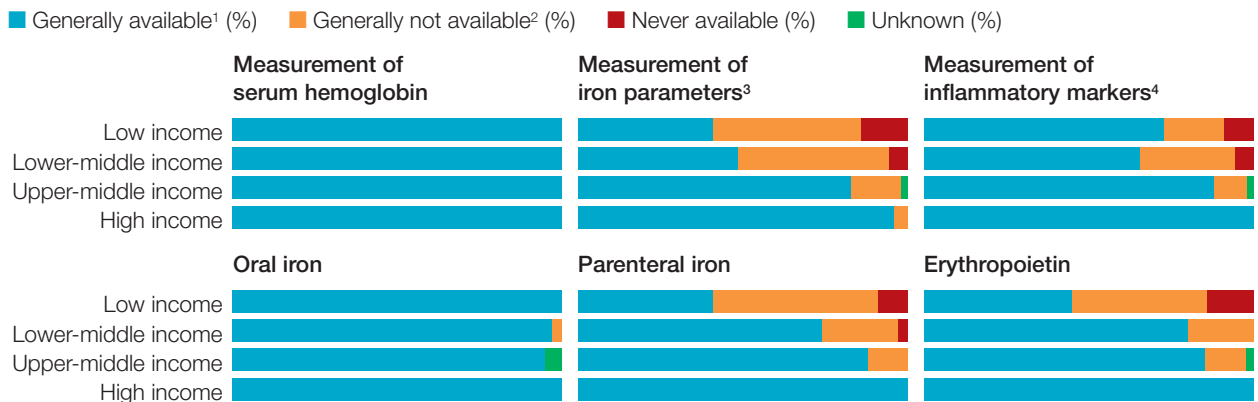 Generally available¹ (%) Generally not available² (%) Never available (%) Unknown (%)
Measurement of serum hemoglobin
Measurement of iron parameters³
Measurement of inflammatory markers⁴
Low income
Lower-middle income
Upper-middle income
High income
Oral iron Parenteral iron Erythropoietin
Low income
Lower-middle income
Upper-middle income
High income